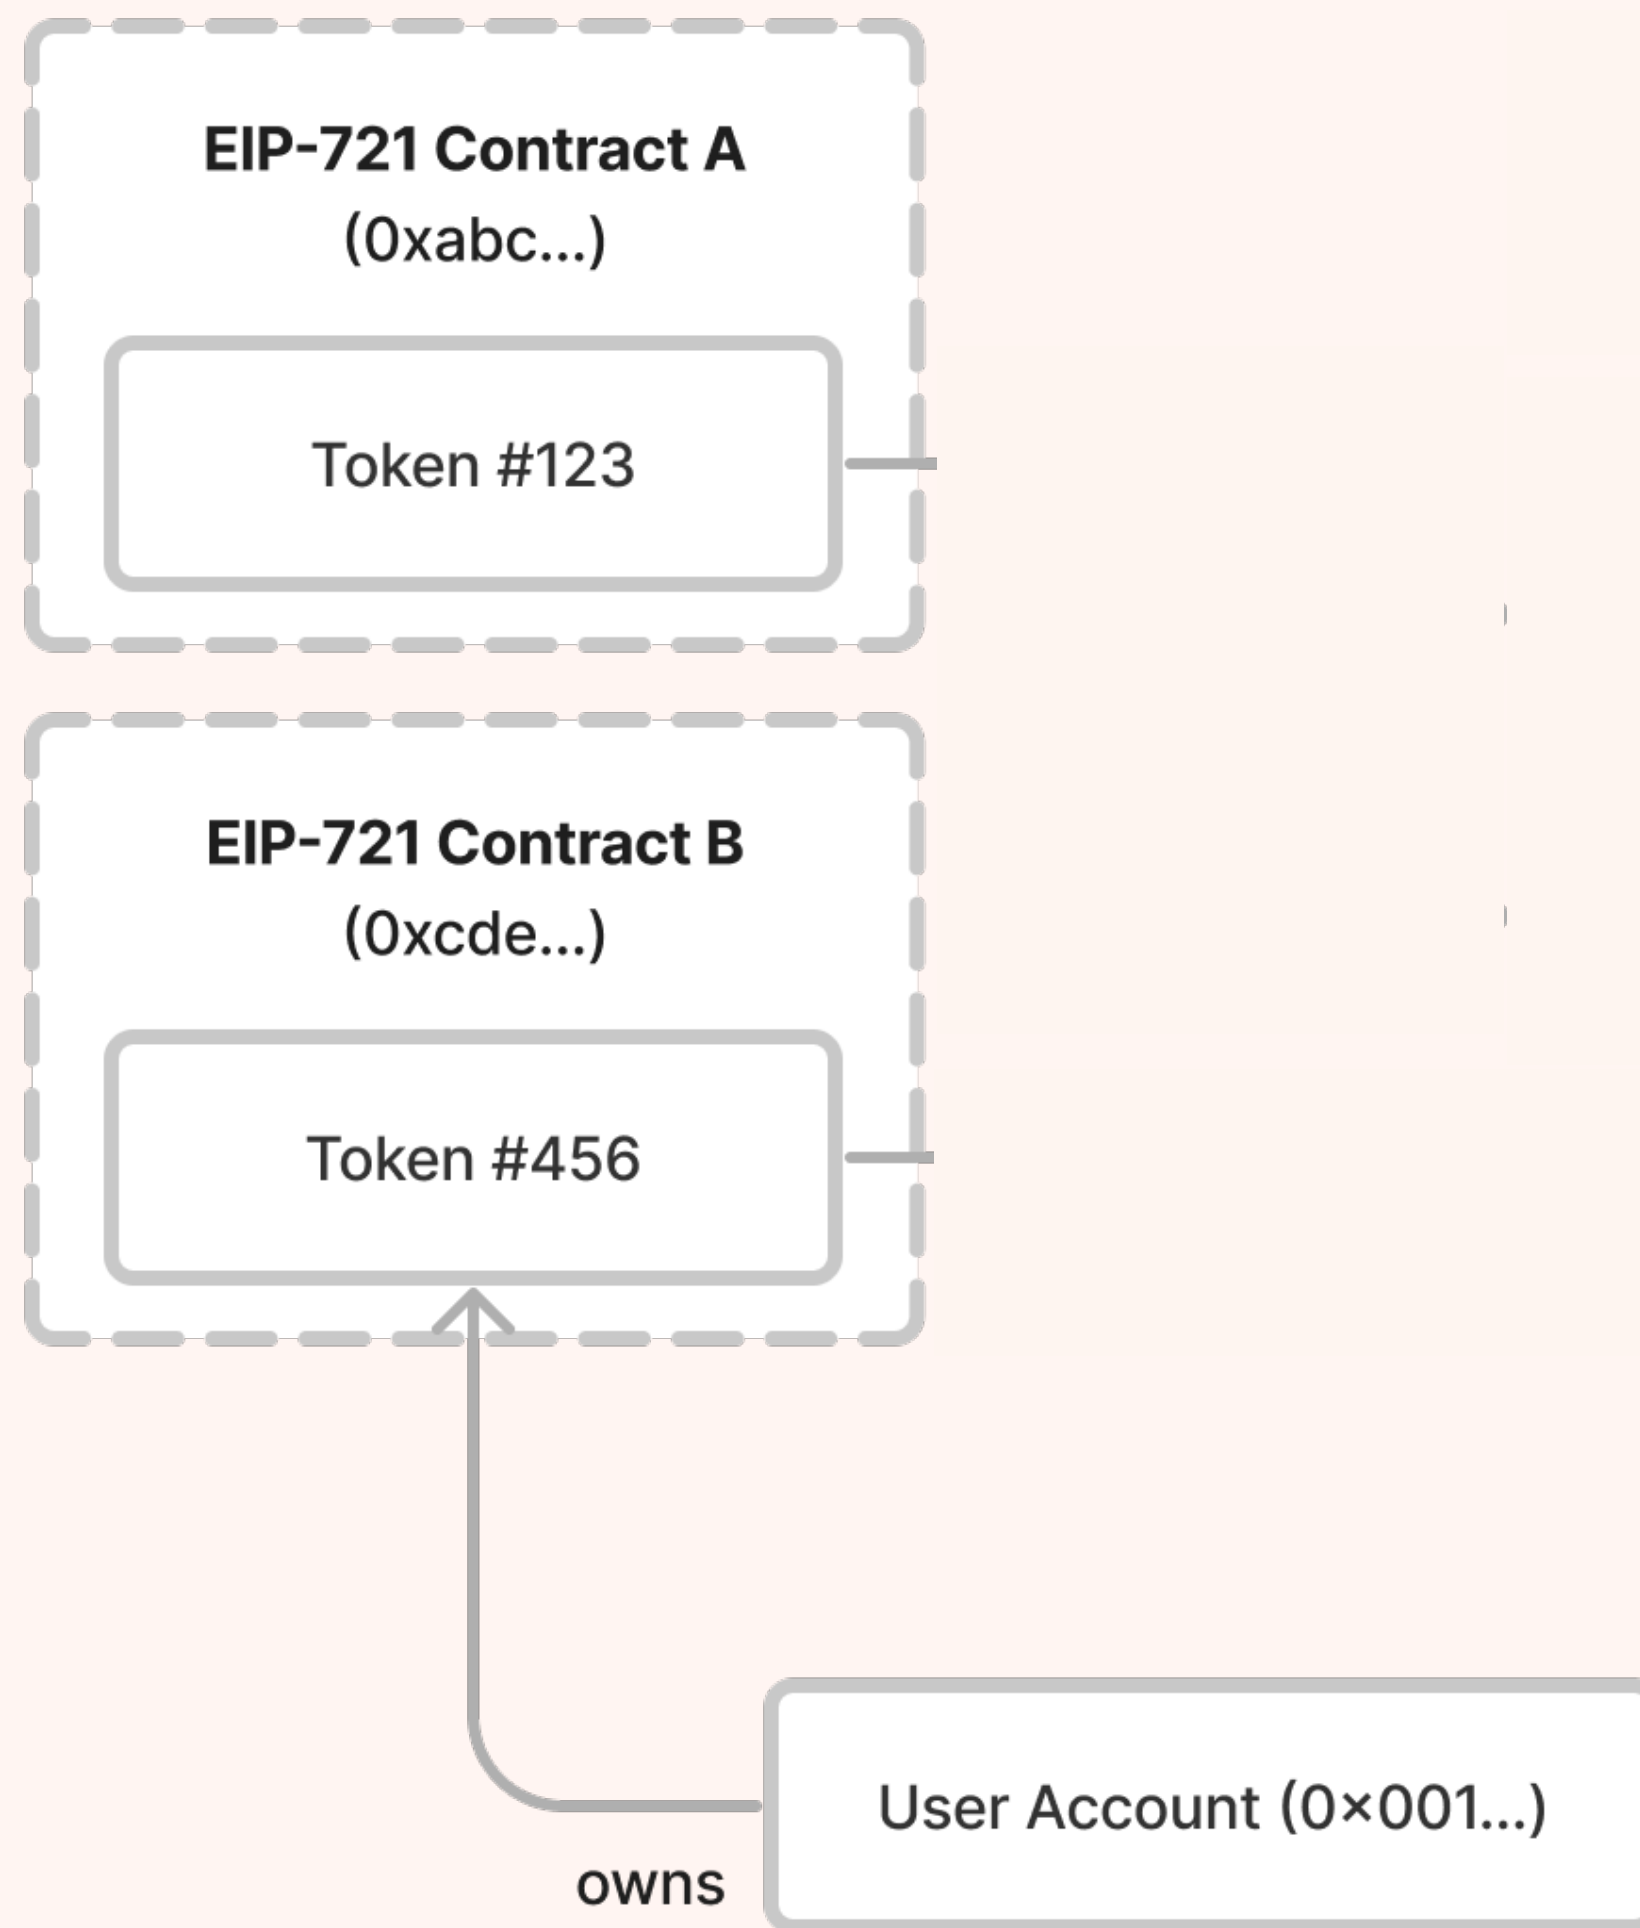 EIP-721 Contract A
(0xabc...)
Token #123
EIP-721 Contract B
(0xcde...)
Token #456
User Account (0×001...)
owns